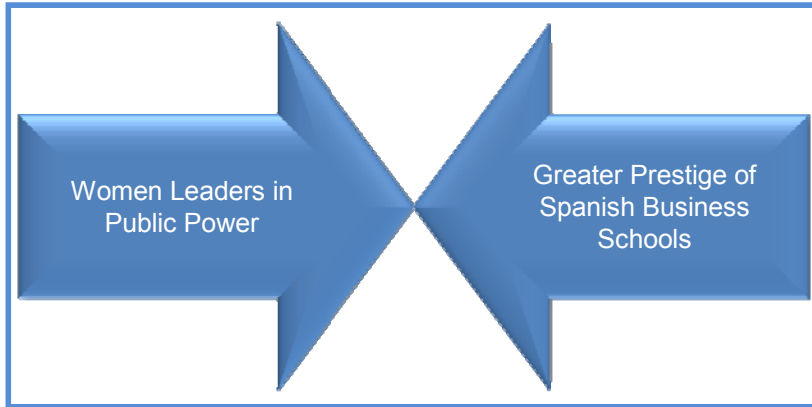 Women Leaders in
Public Power
Greater Prestige of
Spanish Business
Schools